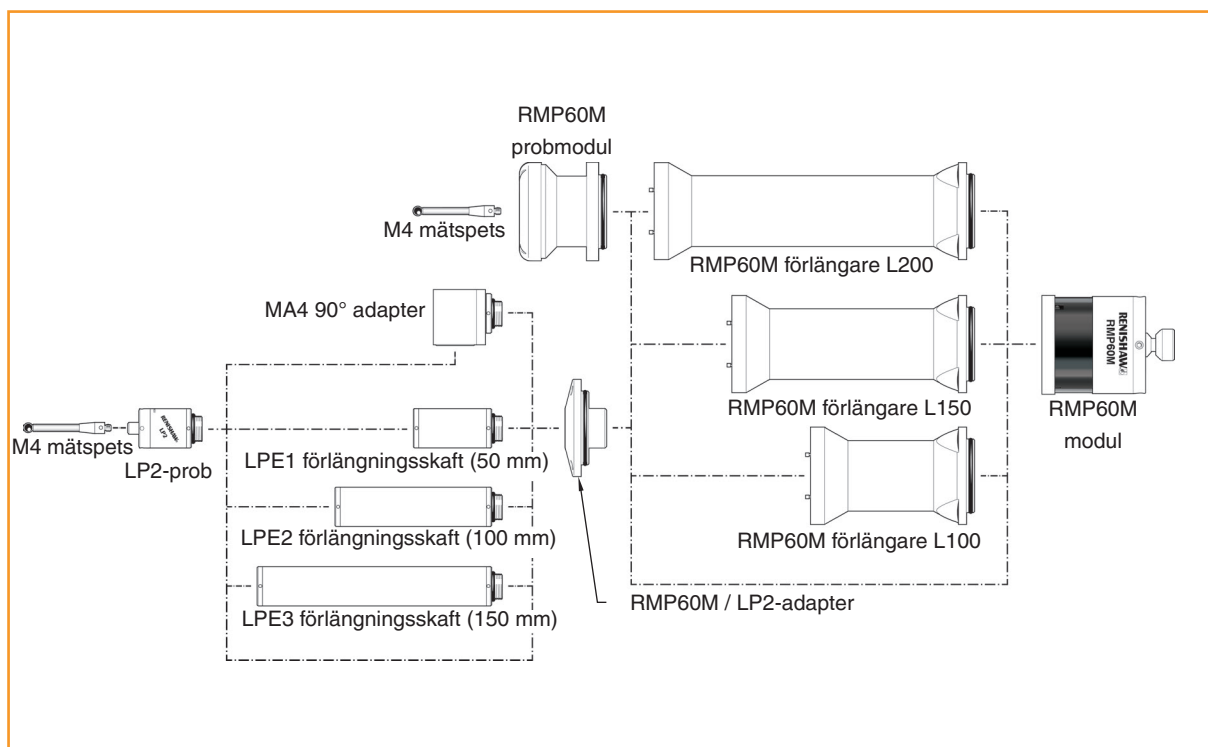 RMP60M
probmodul
M4 mätspets
RMP60M förlängare L200
MA4 90° adapter
RENISHAW
RMP60M
RMP60M förlängare L150
RMP60M
modul
RENISHAW
LP2
M4 mätspets
LP2-prob
LPE1 förlängningsskaft (50 mm)
LPE2 förlängningsskaft (100 mm)
RMP60M förlängare L100
LPE3 förlängningsskaft (150 mm)
RMP60M / LP2-adapter